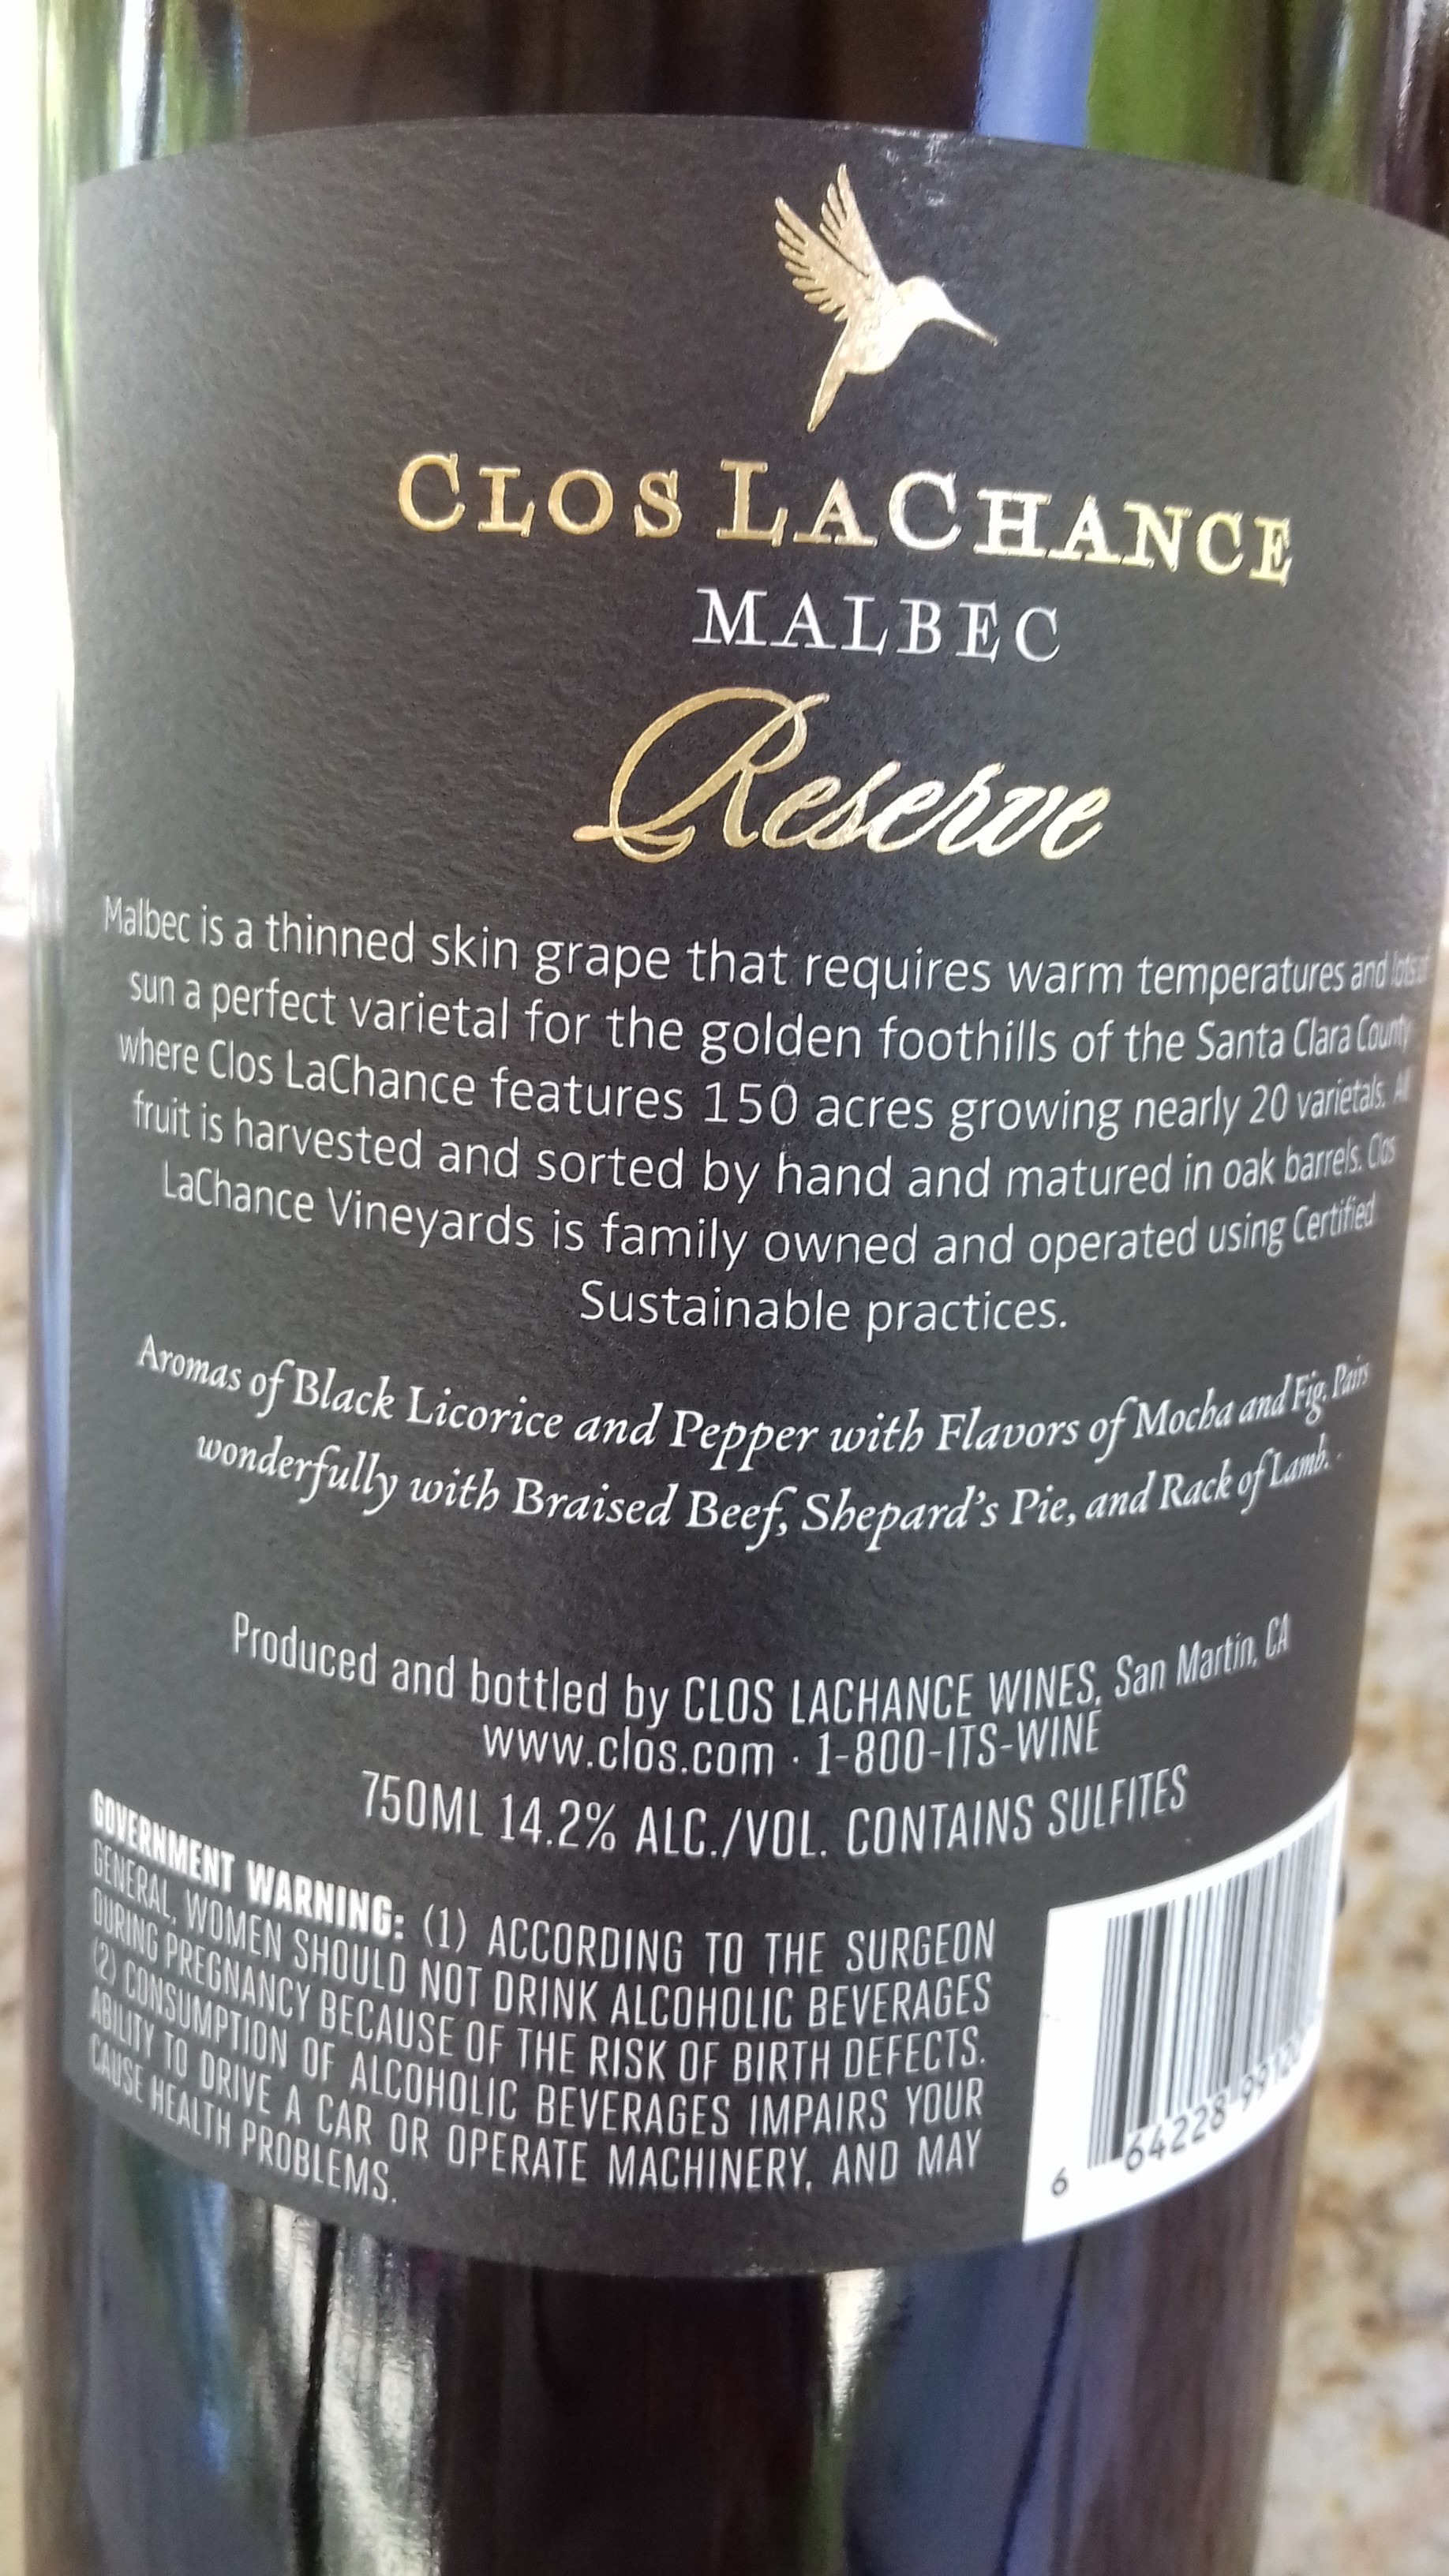 CLOS LACHANCE
MALBEC
Reserve
Malbec is a thinned skin grape that requires warm temperatures and lots of
sun a perfect varietal for the golden foothills of the Santa Clara County
where Clos LaChance features 150 acres growing nearly 20 varietals. All
fruit is harvested and sorted by hand and matured in oak barrels. Clos
LaChance Vineyards is family owned and operated using Certified
Sustainable practices.
Aromas of Black Licorice and Pepper with Flavors of Mocha and Fig. Pairs
wonderfully with Braised Beef, Shepard's Pie, and Rack of Lamb. .
Produced and bottled by CLOS LACHANCE WINES, San Martin, CA
www.clos.com · 1-800-ITS-WINE
750ML 14.2% ALC./VOL. CONTAINS SULFITES
GOVERNMENT WARNING: (1) ACCORDING TO THE SURGEON
GENERAL, WOMEN SHOULD NOT DRINK ALCOHOLIC BEVERAGES
DURING PREGNANCY BECAUSE OF THE RISK OF BIRTH DEFECTS.
(2) CONSUMPTION OF ALCOHOLIC BEVERAGES IMPAIRS YOUR
ABILITY TO DRIVE A CAR OR OPERATE MACHINERY, AND MAY
CAUSE HEALTH PROBLEMS.
6 64228